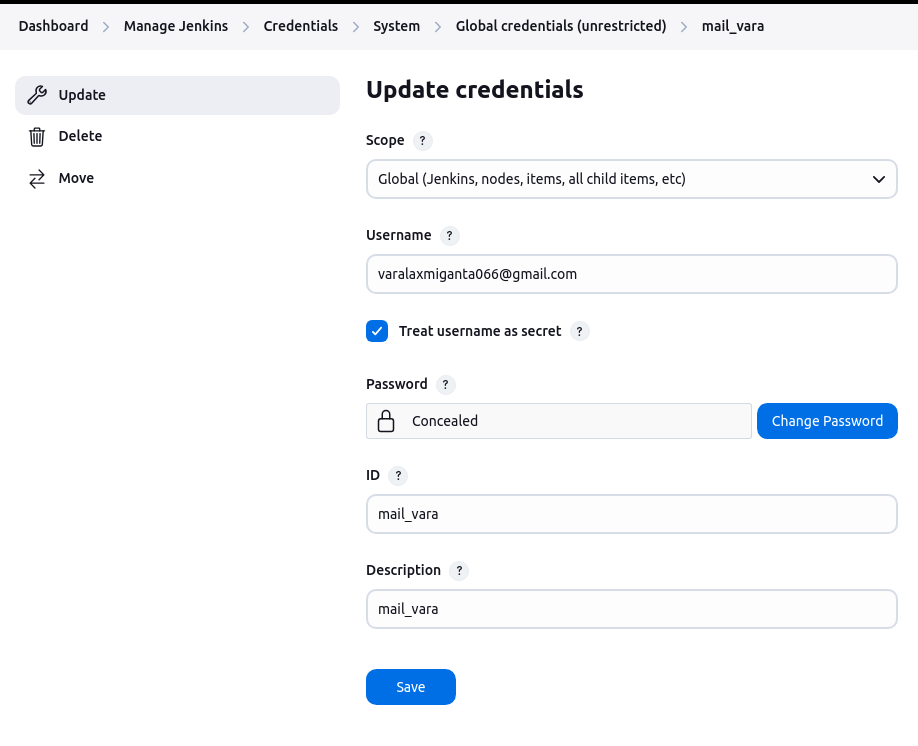 Dashboard > Manage Jenkins > Credentials > System > Global credentials (unrestricted) > mail_vara
Update
Delete
Move
Update credentials
Scope ?
Global (Jenkins, nodes, items, all child items, etc)
Username ?
varalaxmiganta066@gmail.com
Treat username as secret ?
Password ?
Concealed
Change Password
ID ?
mail_vara
Description ?
mail_vara
Save